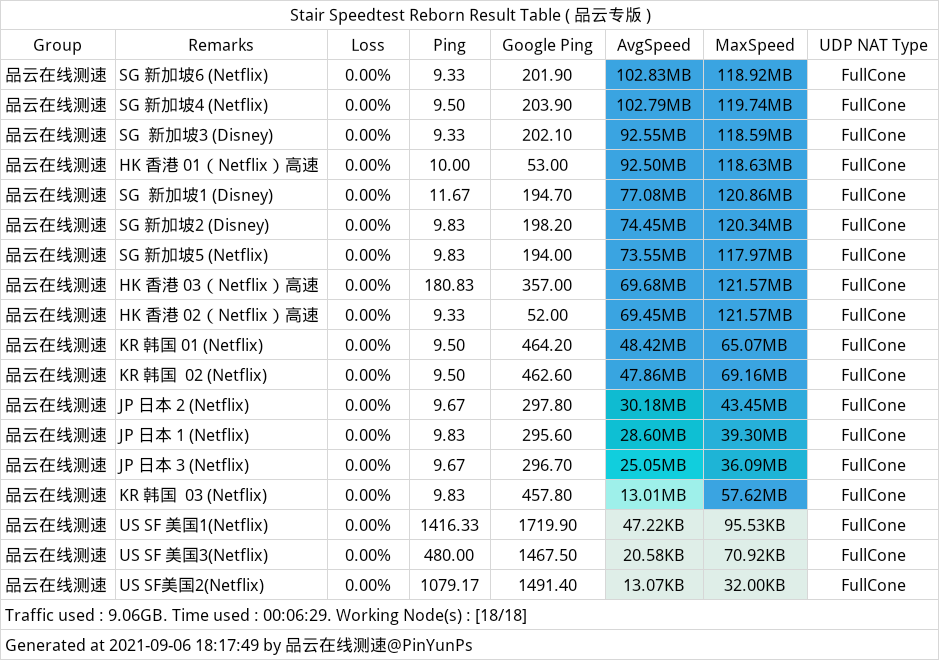 Stair Speedtest Reborn Result Table ( 品云专版 )
Group Remarks Loss Ping Google Ping AvgSpeed MaxSpeed UDP NAT Type
品云在线测速 SG 新加坡6 (Netflix) 0.00% 9.33 201.90 102.83MB 118.92MB FullCone
品云在线测速 SG 新加坡4 (Netflix) 0.00% 9.50 203.90 102.79MB 119.74MB FullCone
品云在线测速 SG  新加坡3 (Disney) 0.00% 9.33 202.10 92.55MB 118.59MB FullCone
品云在线测速 HK 香港 01（Netflix）高速 0.00% 10.00 53.00 92.50MB 118.63MB FullCone
品云在线测速 SG  新加坡1 (Disney) 0.00% 11.67 194.70 77.08MB 120.86MB FullCone
品云在线测速 SG 新加坡2 (Disney) 0.00% 9.83 198.20 74.45MB 120.34MB FullCone
品云在线测速 SG 新加坡5 (Netflix) 0.00% 9.83 194.00 73.55MB 117.97MB FullCone
品云在线测速 HK 香港 03（Netflix）高速 0.00% 180.83 357.00 69.68MB 121.57MB FullCone
品云在线测速 HK 香港 02（Netflix）高速 0.00% 9.33 52.00 69.45MB 121.57MB FullCone
品云在线测速 KR 韩国 01 (Netflix) 0.00% 9.50 464.20 48.42MB 65.07MB FullCone
品云在线测速 KR 韩国  02 (Netflix) 0.00% 9.50 462.60 47.86MB 69.16MB FullCone
品云在线测速 JP 日本 2 (Netflix) 0.00% 9.67 297.80 30.18MB 43.45MB FullCone
品云在线测速 JP 日本 1 (Netflix) 0.00% 9.83 295.60 28.60MB 39.30MB FullCone
品云在线测速 JP 日本 3 (Netflix) 0.00% 9.67 296.70 25.05MB 36.09MB FullCone
品云在线测速 KR 韩国  03 (Netflix) 0.00% 9.83 457.80 13.01MB 57.62MB FullCone
品云在线测速 US SF 美国1(Netflix) 0.00% 1416.33 1719.90 47.22KB 95.53KB FullCone
品云在线测速 US SF 美国3(Netflix) 0.00% 480.00 1467.50 20.58KB 70.92KB FullCone
品云在线测速 US SF美国2(Netflix) 0.00% 1079.17 1491.40 13.07KB 32.00KB FullCone
Traffic used : 9.06GB. Time used : 00:06:29. Working Node(s) : [18/18]
Generated at 2021-09-06 18:17:49 by 品云在线测速@PinYunPs